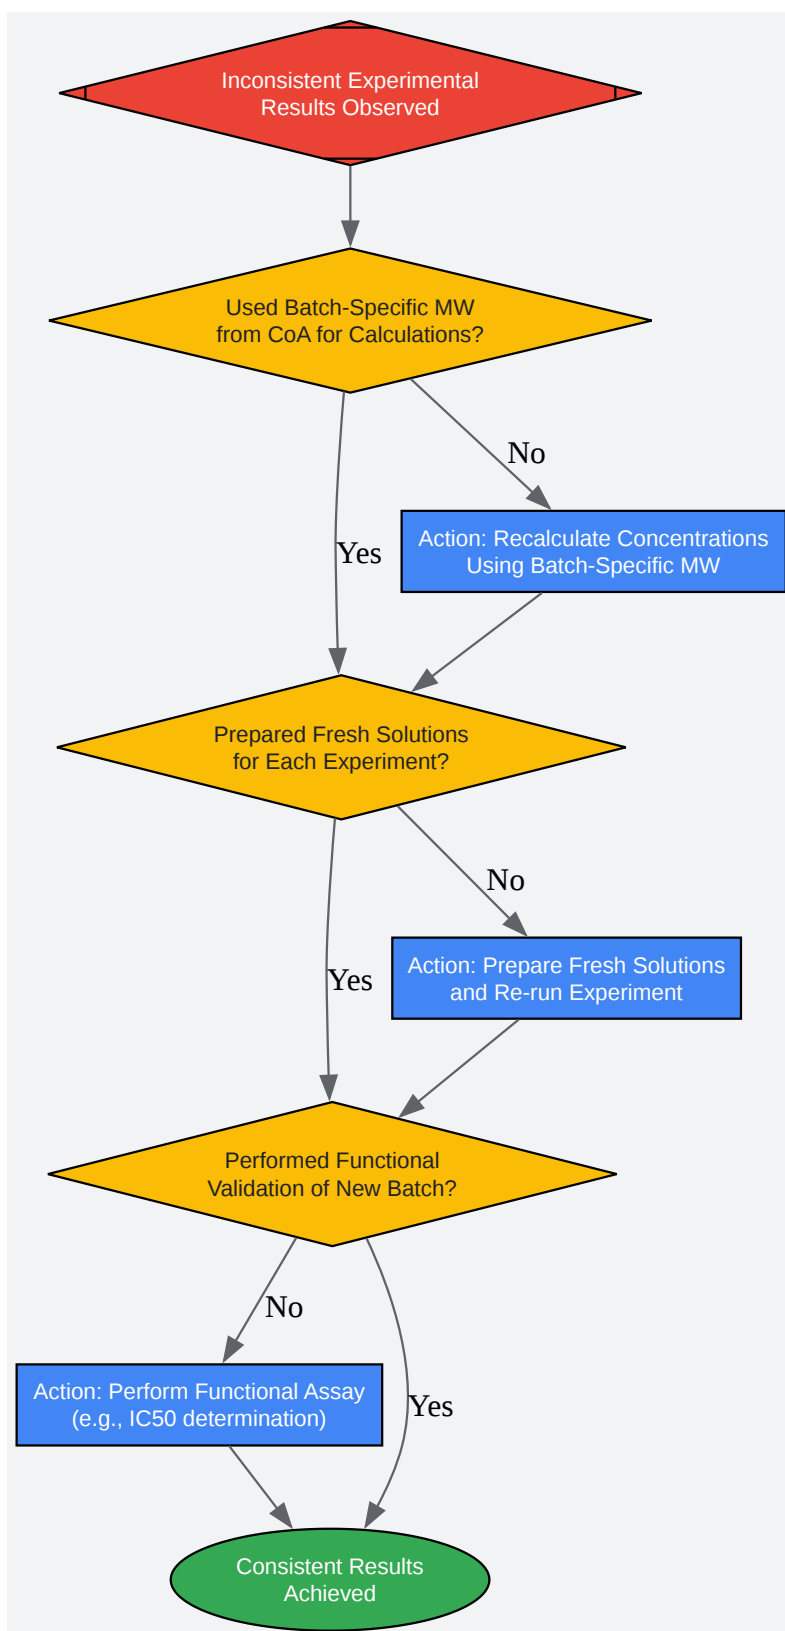 Inconsistent Experimental
Results Observed
Used Batch-Specific MW
from CoA for Calculations?
No
Yes
Action: Recalculate Concentrations
Using Batch-Specific MW
Prepared Fresh Solutions
for Each Experiment?
No
Yes
Action: Prepare Fresh Solutions
and Re-run Experiment
Performed Functional
Validation of New Batch?
No
Action: Perform Functional Assay
(e.g., IC50 determination)
Yes
Consistent Results
Achieved